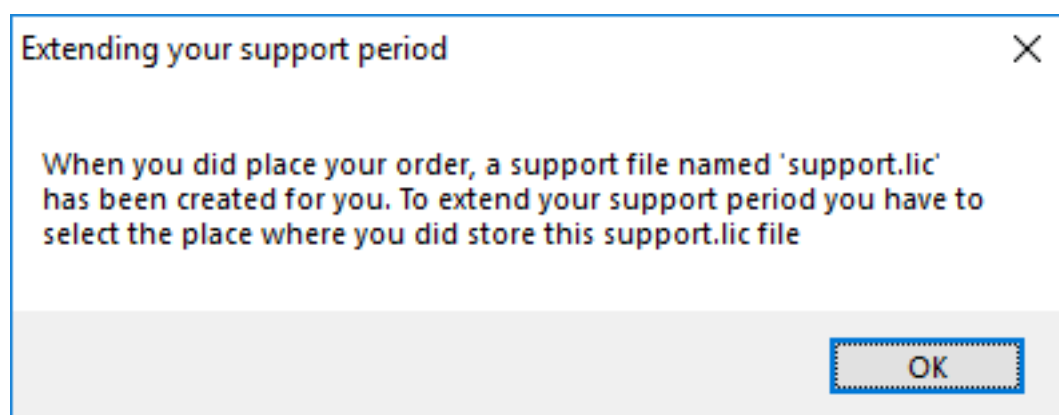 Extending your support period
When you did place your order, a support file named 'support.lic'
has been created for you. To extend your support period you have to
select the place where you did store this support.lic file
OK